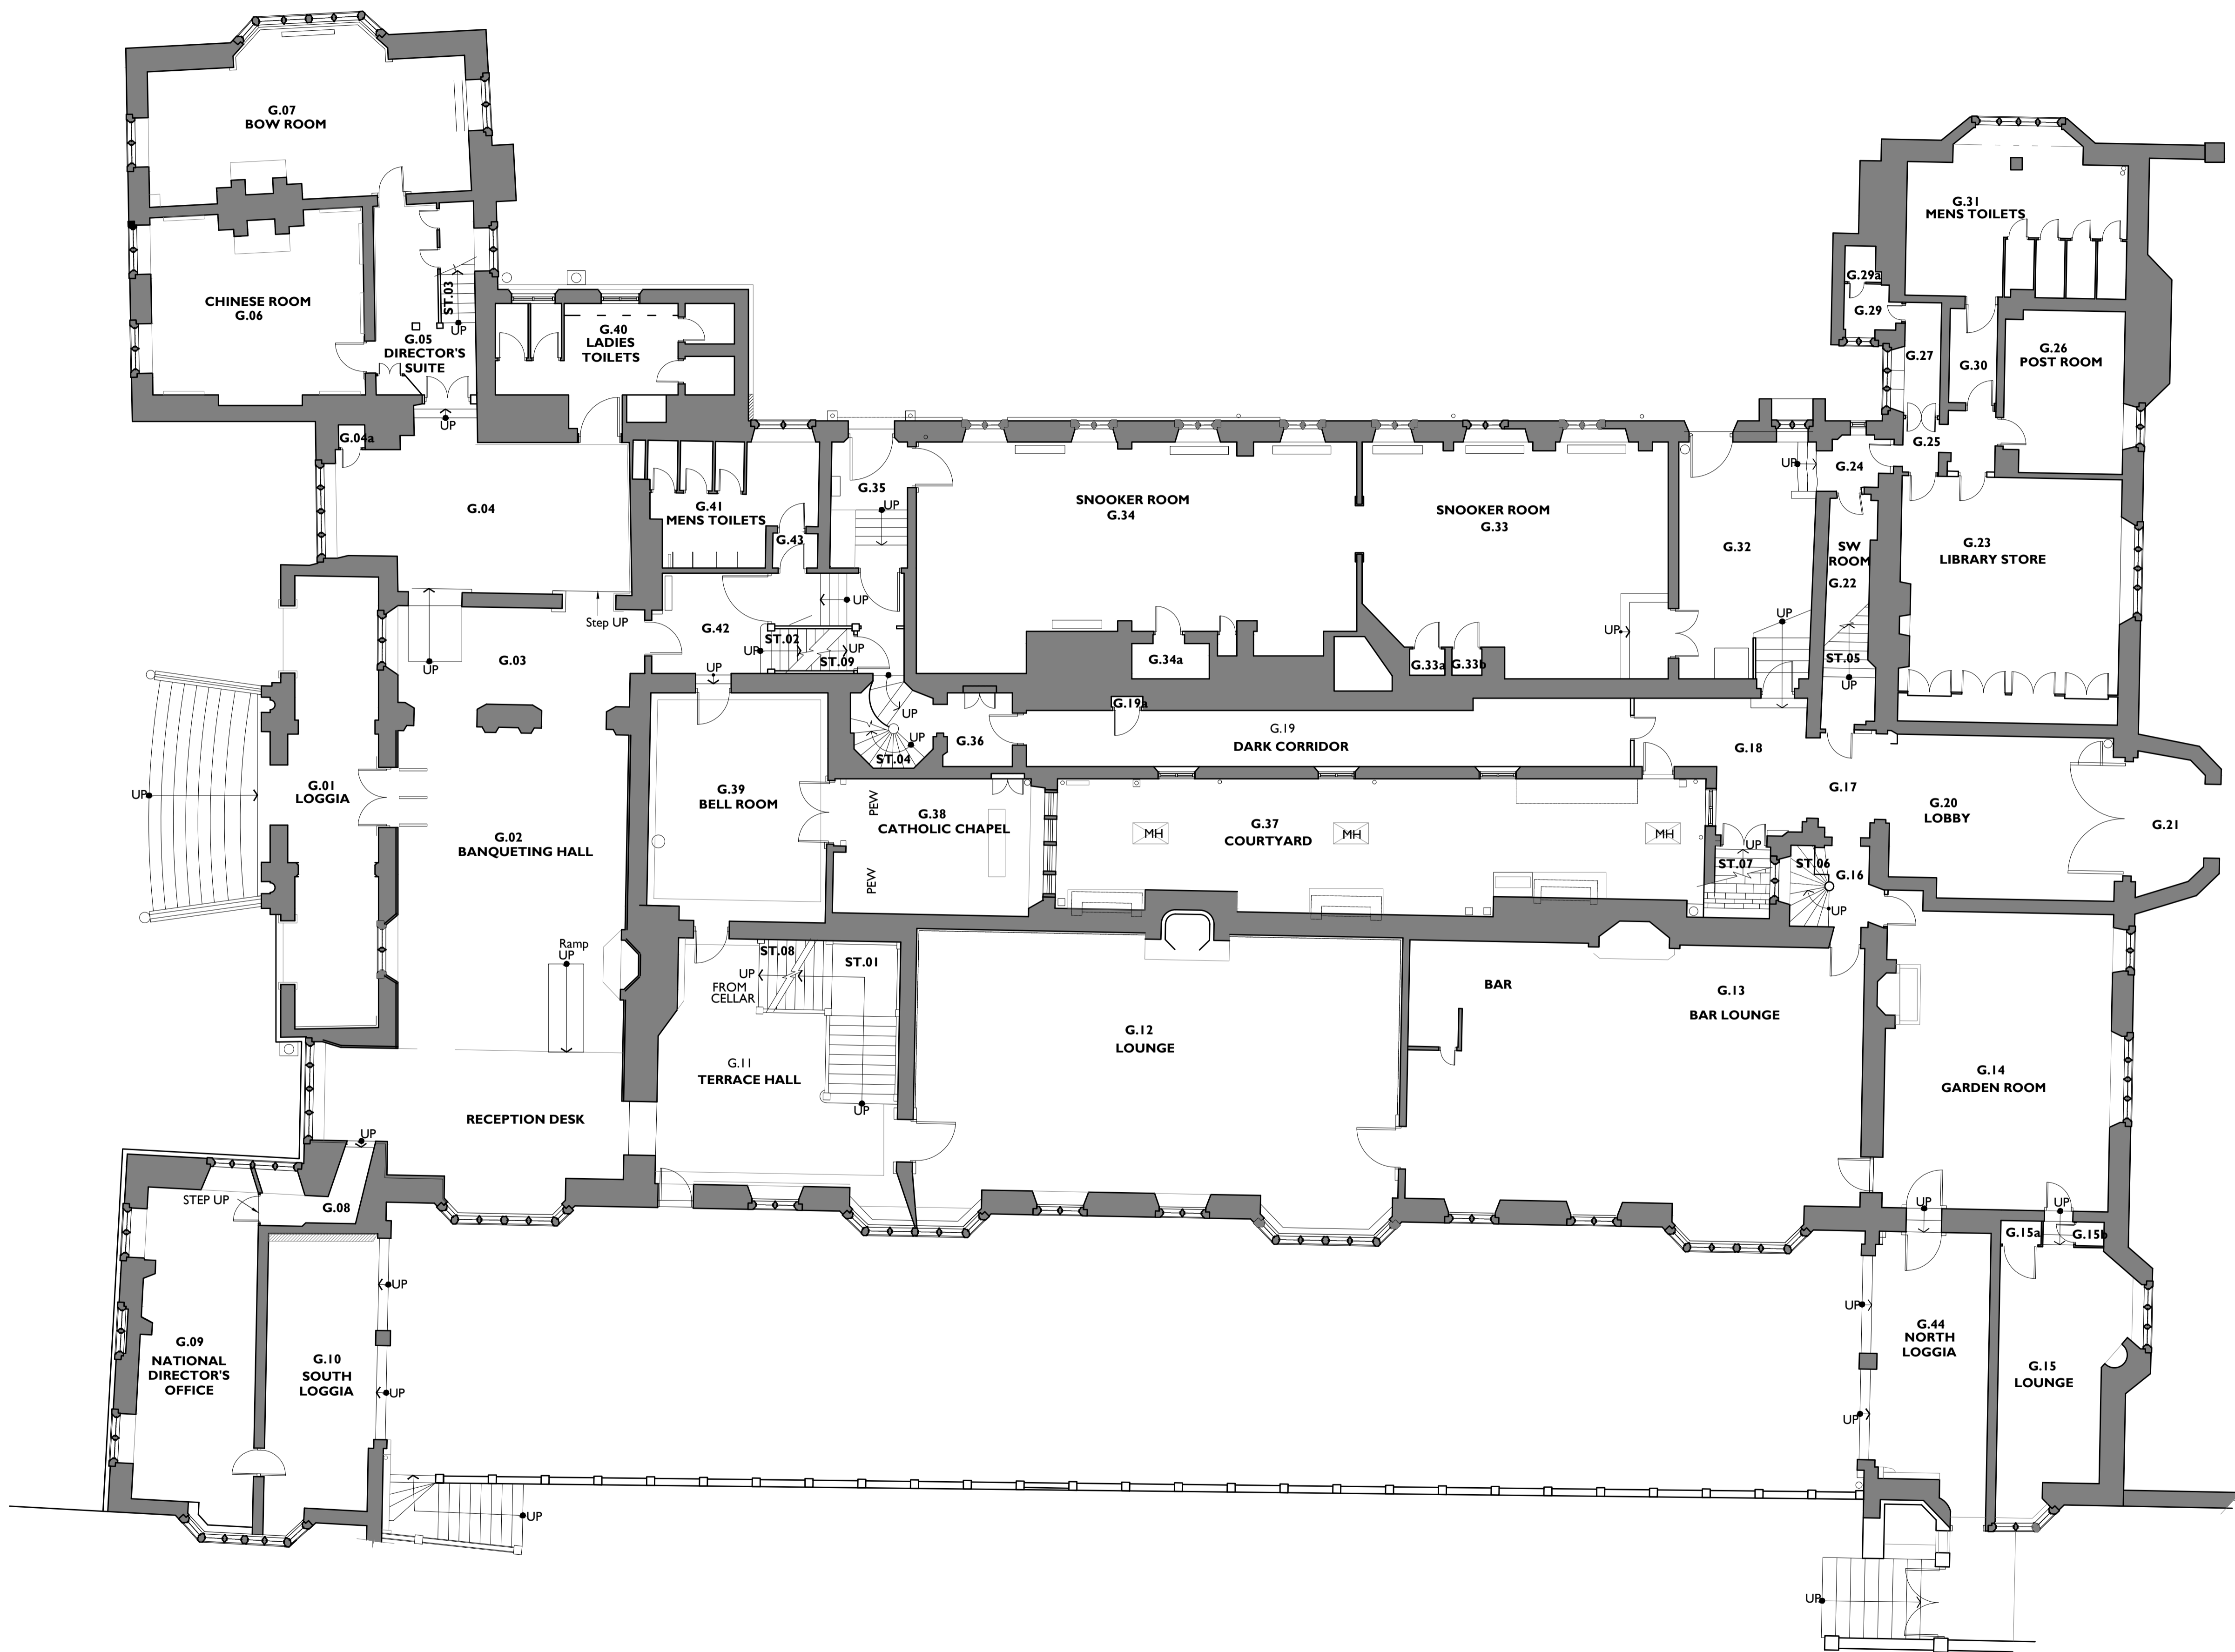 G.07
BOW ROOM
CHINESE ROOM
G.06
ST.03
UP
G.05
DIRECTOR'S
SUITE
UP
G.40
LADIES
TOILETS
G.04a
G.04
G.41
MENS TOILETS
G.43
G.35
UP
SNOOKER ROOM
G.34
SNOOKER ROOM
G.33
G.31
MENS TOILETS
G.29a
G.29
G.27
G.30
G.26
POST ROOM
G.25
G.24
UP
G.32
SW
ROOM
G.22
G.23
LIBRARY STORE
UP
ST.05
UP
Step UP
G.03
UP
G.42
UP
ST.02
UP
UP
ST.09
UP
G.34a
G.33a
G.33b
UP
G.19a
UP
UP
ST.04
G.36
G.19
DARK CORRIDOR
G.18
G.17
G.20
LOBBY
G.21
UP
G.01
LOGGIA
G.02
BANQUETING HALL
G.39
BELL ROOM
PEW
G.38
CATHOLIC CHAPEL
PEW
G.37
COURTYARD
MH
MH
MH
UP
ST.07
ST.06
G.16
UP
Ramp
UP
ST.08
ST.01
UP
FROM
CELLAR
G.11
TERRACE HALL
UP
G.12
LOUNGE
BAR
G.13
BAR LOUNGE
G.14
GARDEN ROOM
RECEPTION DESK
UP
STEP UP
G.08
UP
UP
G.15a
G.15b
G.09
NATIONAL
DIRECTOR'S
OFFICE
G.10
SOUTH
LOGGIA
UP
UP
UP
UP
G.44
NORTH
LOGGIA
G.15
LOUNGE
UP
UP